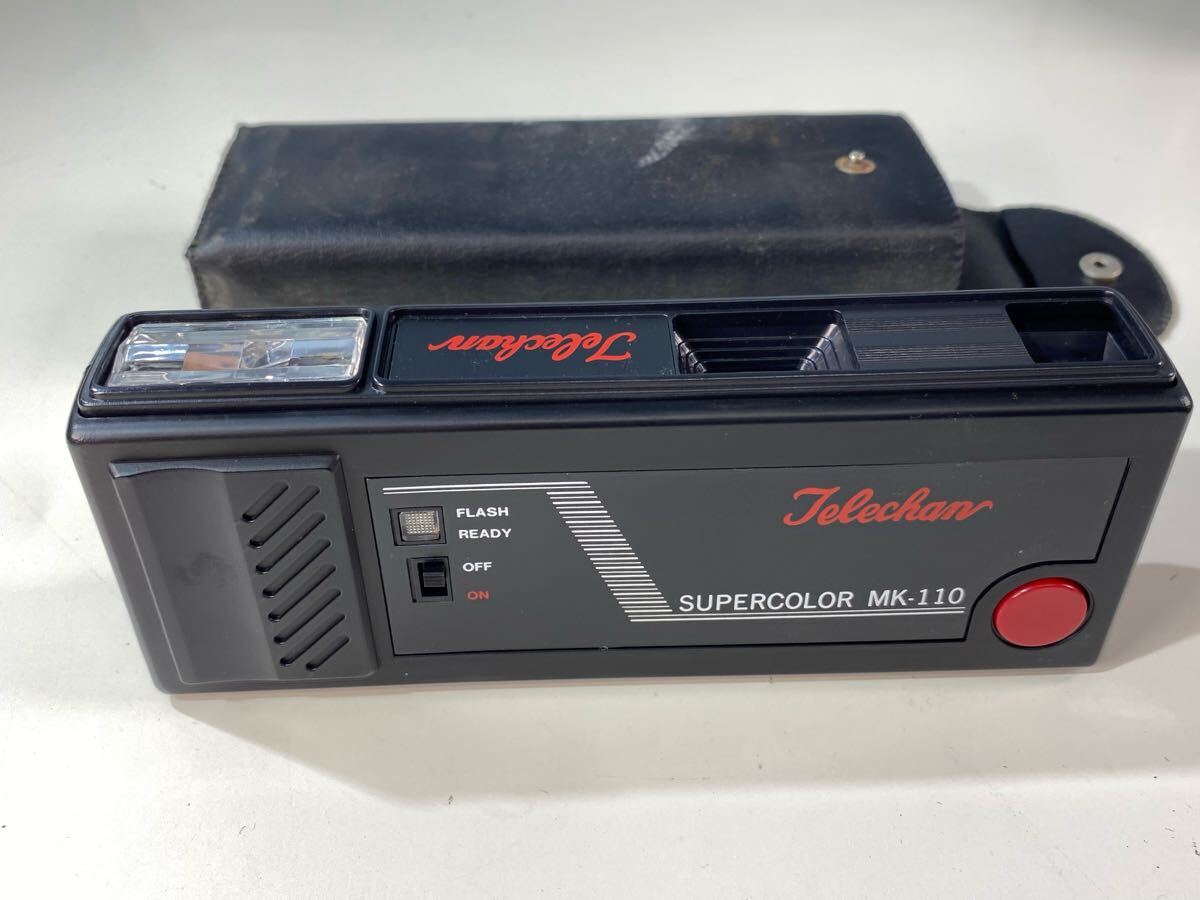 Telechan
FLASH
READY
OFF
ON
Telechan
SUPERCOLOR MK-110